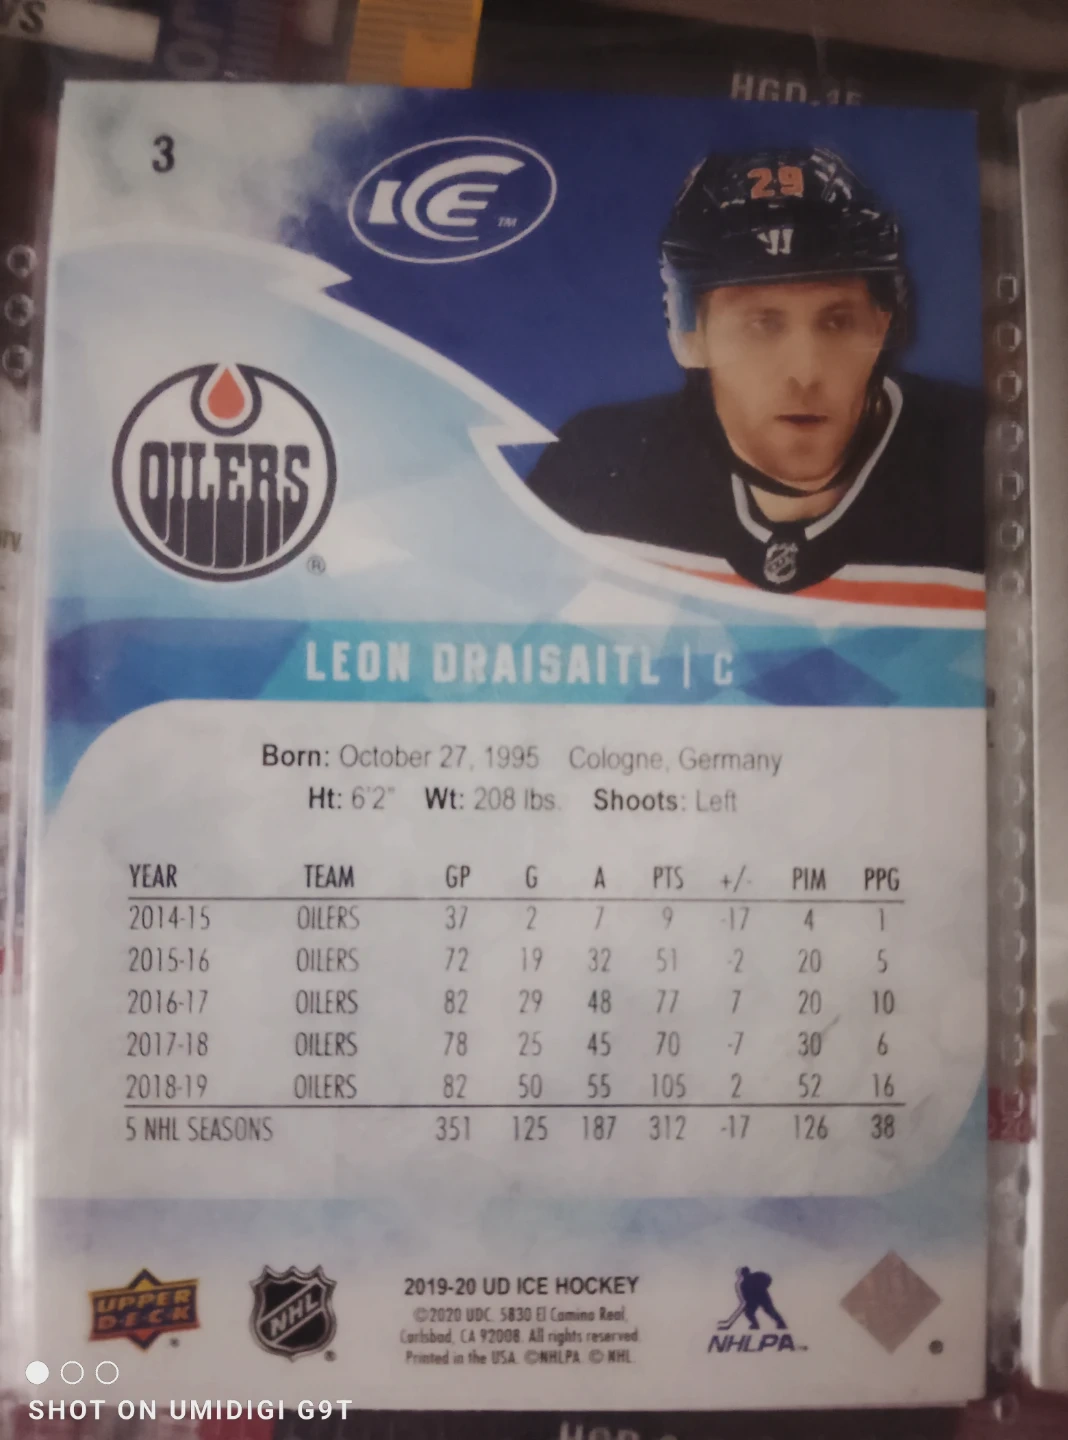 HGD-15
3
ICE™
29
OILERS
®
LEON DRAISAITL | C
Born: October 27, 1995 Cologne, Germany
Ht: 6'2" Wt: 208 lbs. Shoots: Left
YEAR TEAM GP G A PTS +/- PIM PPG
2014-15 OILERS 37 2 7 9 -17 4 1
2015-16 OILERS 72 19 32 51 -2 20 5
2016-17 OILERS 82 29 48 77 7 20 10
2017-18 OILERS 78 25 45 70 -7 30 6
2018-19 OILERS 82 50 55 105 2 52 16
5 NHL SEASONS 351 125 187 312 -17 126 38
UPPER
DECK
®
NHL
®
2019-20 UD ICE HOCKEY
©2020 UDC. 5830 El Camino Real,
Carlsbad, CA 92008. All rights reserved.
Printed in the USA. ©NHLPA. © NHL.
NHLPA™
SHOT ON UMIDIGI G9T